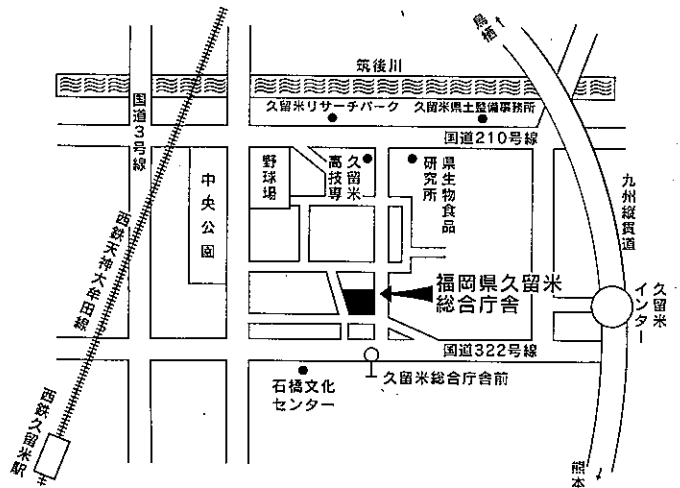 鳥栖↑
筑後川
久留米リサーチパーク
久留米県土整備事務所
国道3号線
国道210号線
中央公園
野球場
久留米
高技専
県生物食品
研究所
九州縦貫道
西鉄天神大牟田線
福岡県久留米
総合庁舎
久留米
インター
国道322号線
久留米総合庁舎前
石橋文化
センター
西鉄久留米駅
熊本